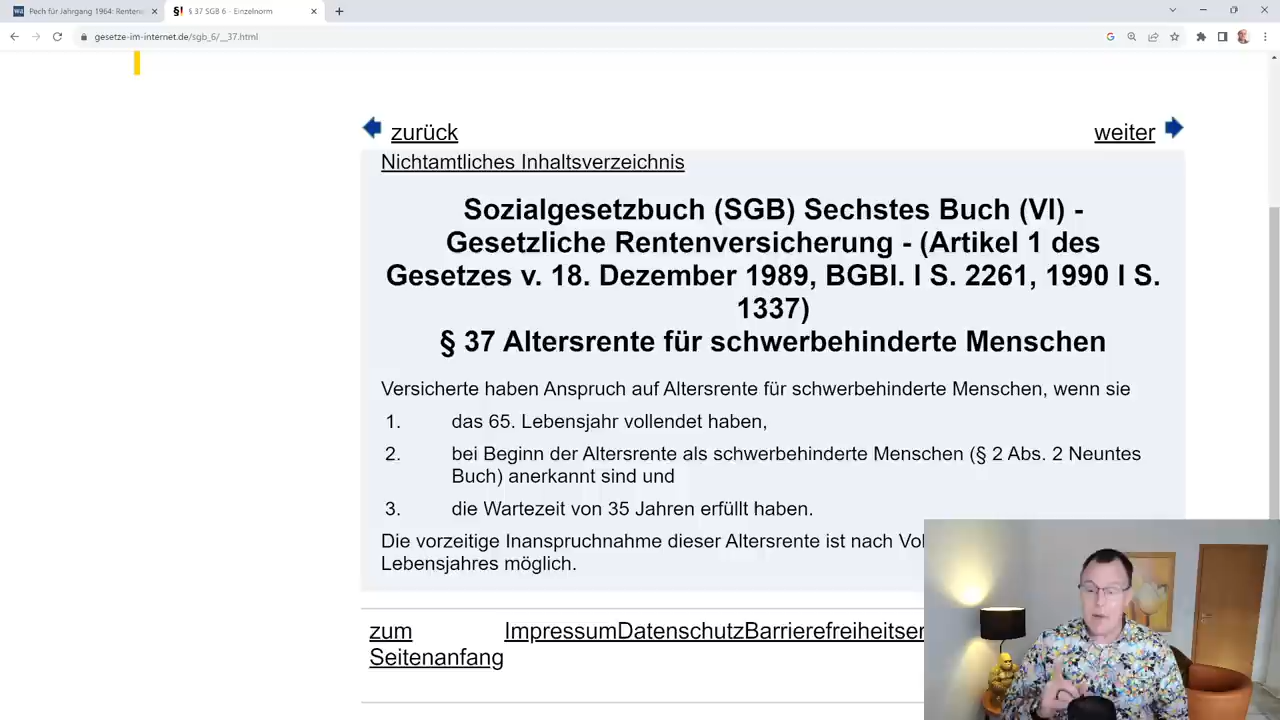 Pech für Jahrgang 1964: Rentene
§ 37 SGB 6 - Einzelnorm
gesetze-im-internet.de/sgb_6/__37.html
zurück
weiter
Nichtamtliches Inhaltsverzeichnis
Sozialgesetzbuch (SGB) Sechstes Buch (VI) -
Gesetzliche Rentenversicherung - (Artikel 1 des
Gesetzes v. 18. Dezember 1989, BGBl. I S. 2261, 1990 I S.
1337)
§ 37 Altersrente für schwerbehinderte Menschen
Versicherte haben Anspruch auf Altersrente für schwerbehinderte Menschen, wenn sie
1. das 65. Lebensjahr vollendet haben,
2. bei Beginn der Altersrente als schwerbehinderte Menschen (§ 2 Abs. 2 Neuntes
Buch) anerkannt sind und
3. die Wartezeit von 35 Jahren erfüllt haben.
Die vorzeitige Inanspruchnahme dieser Altersrente ist nach Vol
Lebensjahres möglich.
zum
Seitenanfang
ImpressumDatenschutzBarrierefreiheitser